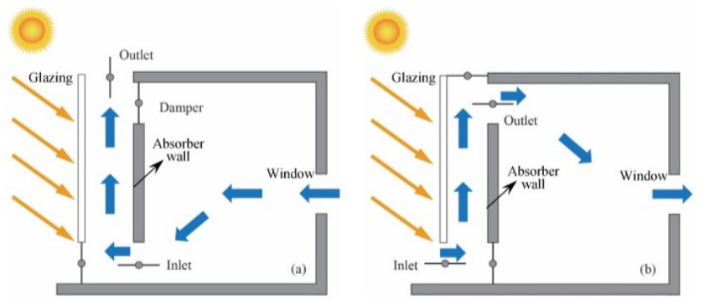 Outlet
Glazing
Damper
Absorber
wall
Window
Inlet
(a)
Glazing
Outlet
Absorber
wall
Window
Inlet
(b)